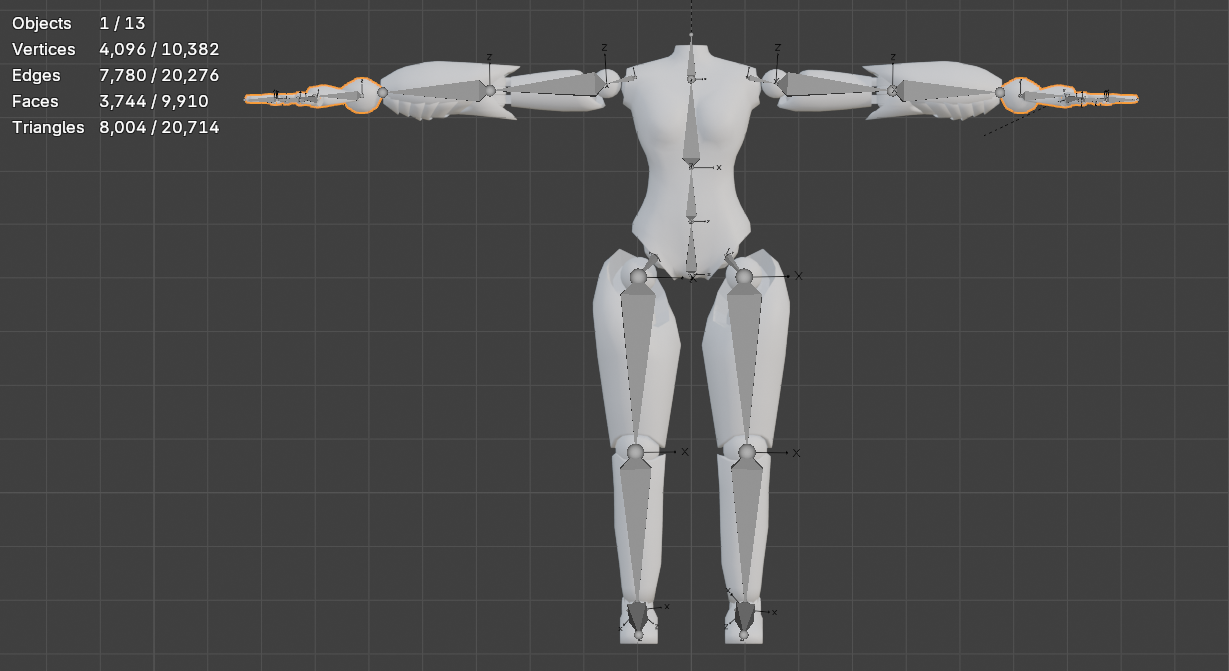 Objects 1 / 13
Vertices 4,096 / 10,382
Edges 7,780 / 20,276
Faces 3,744 / 9,910
Triangles 8,004 / 20,714
Z Z Z Z
X
X X
X X
X X